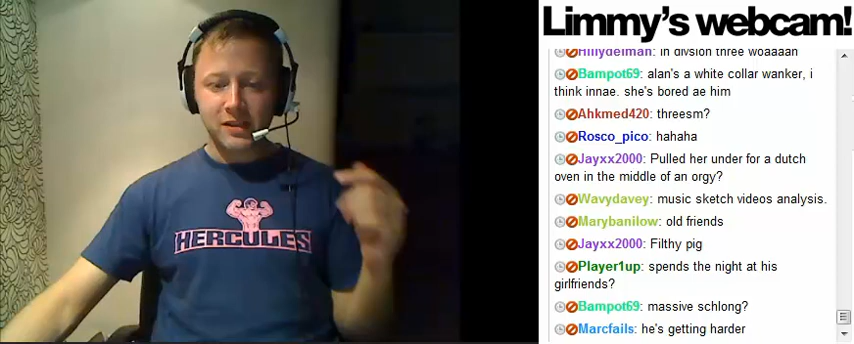 Limmy's webcam!
Hillydelman: in divsion three woaaaah
Bampot69: alan's a white collar wanker, i
think innae. she's bored ae him
Ahkmed420: threesm?
Rosco_pico: hahaha
Jayxx2000: Pulled her under for a dutch
oven in the middle of an orgy?
Wavydavey: music sketch videos analysis.
Marybanilow: old friends
Jayxx2000: Filthy pig
Player1up: spends the night at his
girlfriends?
Bampot69: massive schlong?
Marcfails: he's getting harder
HERCULES